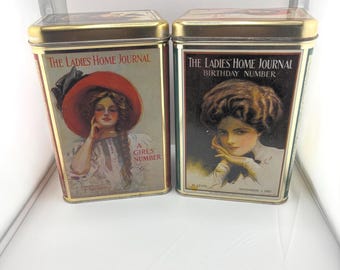 THE LADIES' HOME JOURNAL
A
GIRLS'
NUMBER
THE LADIES' HOME JOURNAL
BIRTHDAY NUMBER